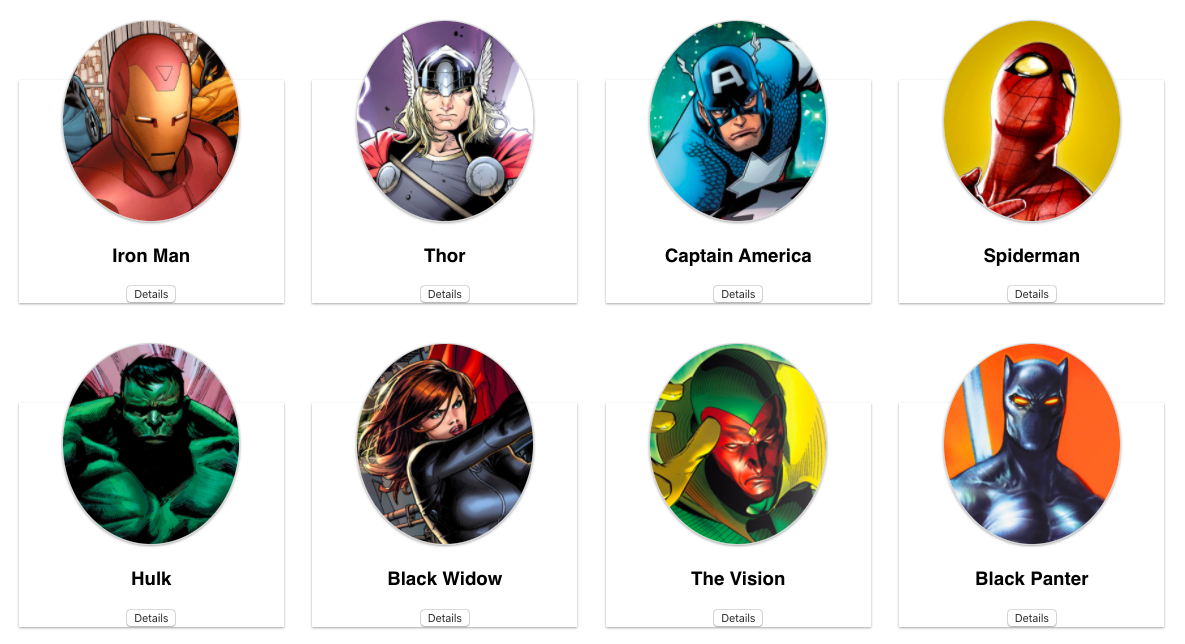 A
Iron Man
Thor
Captain America
Spiderman
Details
Details
Details
Details
Hulk
Black Widow
The Vision
Black Panter
Details
Details
Details
Details